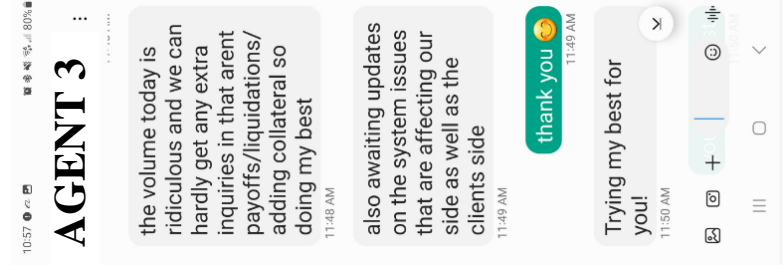 10:57
80%
AGENT 3
the volume today is
ridiculous and we can
hardly get any extra
inquiries in that arent
payoffs/liquidations/
adding collateral so
doing my best
11:48 AM
also awaiting updates
on the system issues
that are affecting our
side as well as the
clients side
11:49 AM
thank you 😊
11:49 AM
Trying my best for
you!
11:50 AM